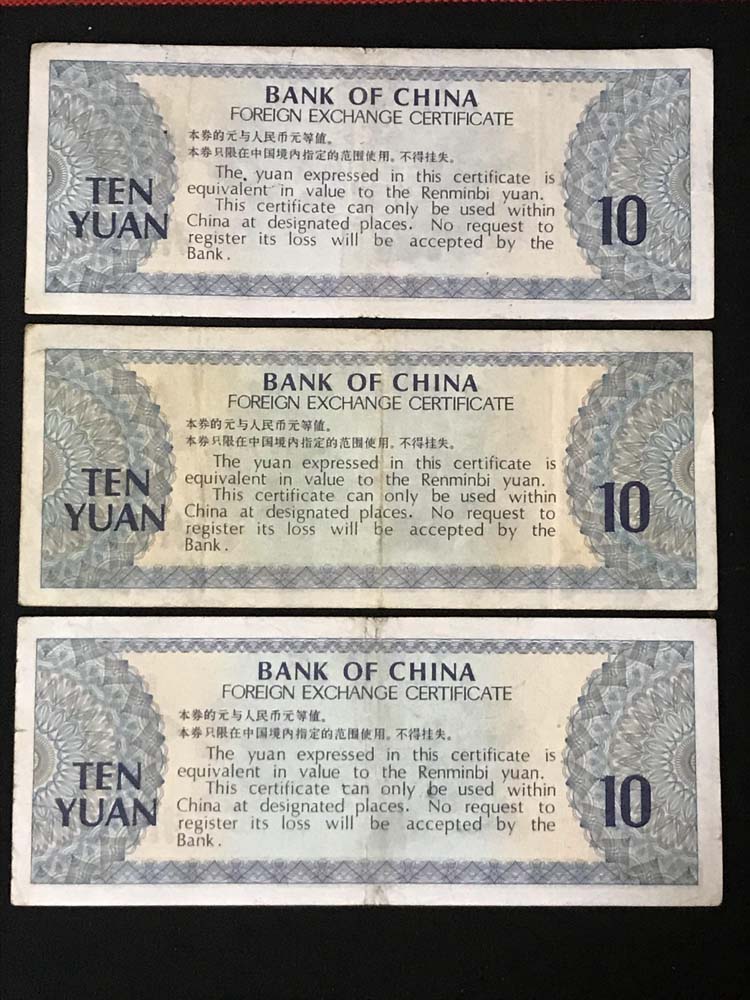 BANK OF CHINA
FOREIGN EXCHANGE CERTIFICATE
本券的元与人民币元等值。
本券只限在中国境内指定的范围使用,不得挂失。
The yuan expressed in this certificate is
equivalent in value to the Renminbi yuan.
This certificate can only be used within
China at designated places. No request to
register its loss will be accepted by the
Bank.
TEN
YUAN
10
BANK OF CHINA
FOREIGN EXCHANGE CERTIFICATE
本券的元与人民币元等值。
本券只限在中国境内指定的范围使用,不得挂失。
The yuan expressed in this certificate is
equivalent in value to the Renminbi yuan.
This certificate can only be used within
China at designated places. No request to
register its loss will be accepted by the
Bank.
TEN
YUAN
10
BANK OF CHINA
FOREIGN EXCHANGE CERTIFICATE
本券的元与人民币元等值。
本券只限在中国境内指定的范围使用,不得挂失。
The yuan expressed in this certificate is
equivalent in value to the Renminbi yuan.
This certificate can only be used within
China at designated places. No request to
register its loss will be accepted by the
Bank.
TEN
YUAN
10